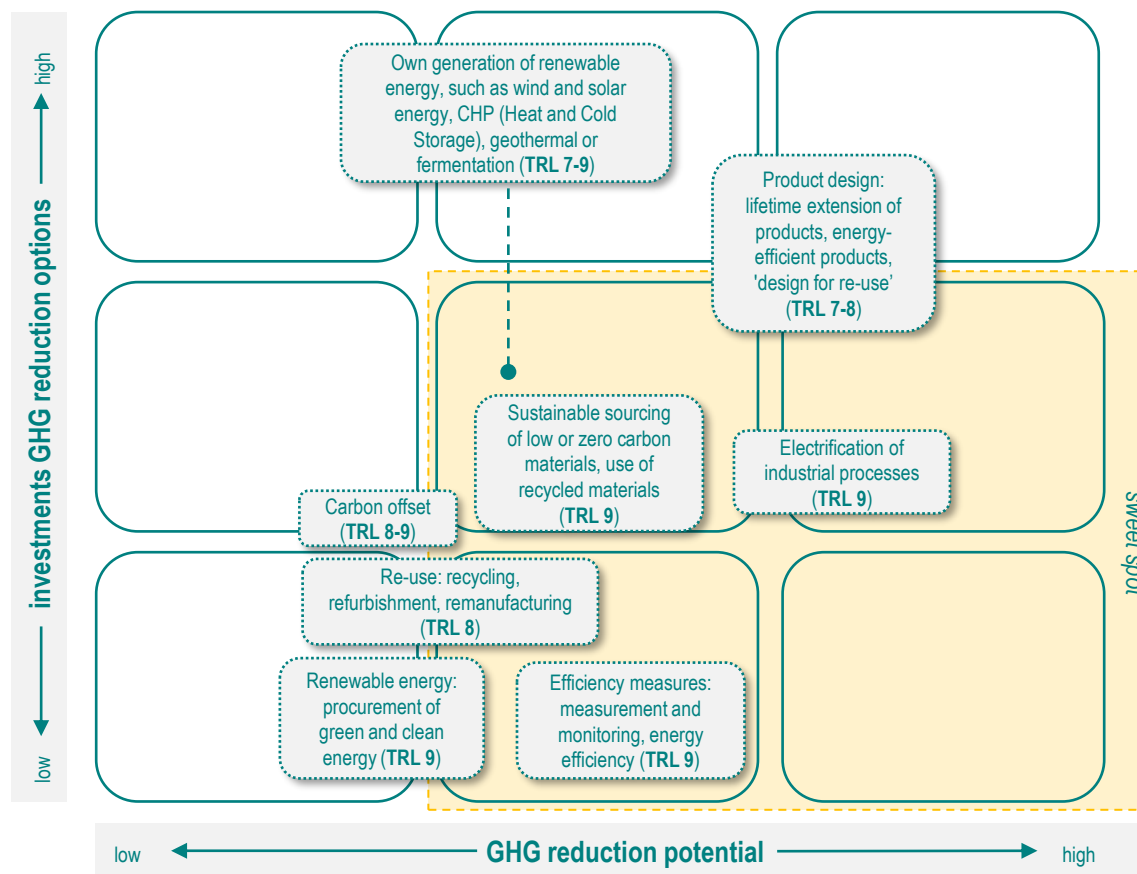 high
investments GHG reduction options
low
Own generation of renewable
energy, such as wind and solar
energy, CHP (Heat and Cold
Storage), geothermal or
fermentation (TRL 7-9)
Product design:
lifetime extension of
products, energy-
efficient products,
'design for re-use’
(TRL 7-8)
Sustainable sourcing
of low or zero carbon
materials, use of
recycled materials
(TRL 9)
Electrification of
industrial processes
(TRL 9)
sweet spot
Carbon offset
(TRL 8-9)
Re-use: recycling,
refurbishment, remanufacturing
(TRL 8)
Renewable energy:
procurement of
green and clean
energy (TRL 9)
Efficiency measures:
measurement and
monitoring, energy
efficiency (TRL 9)
low
GHG reduction potential
high